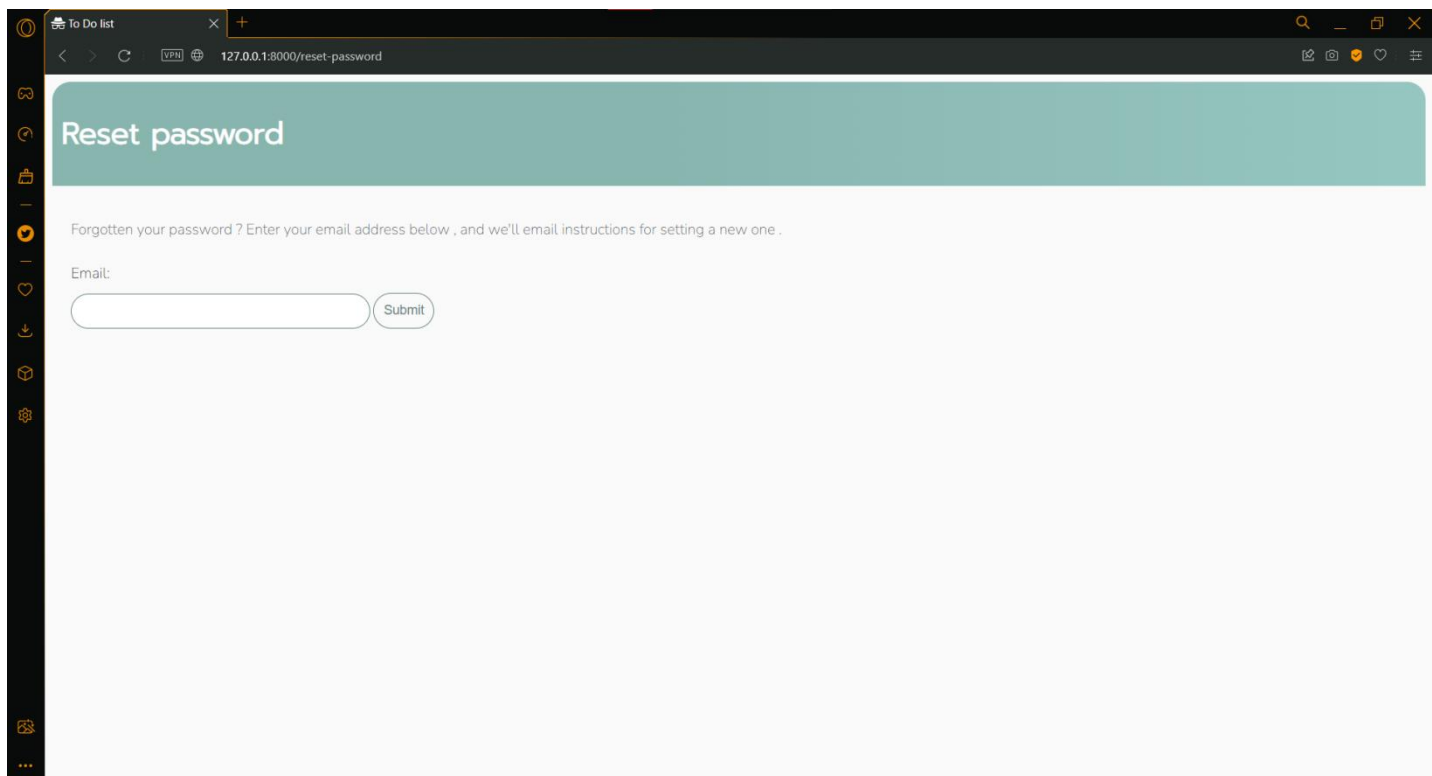 To Do list
VPN 127.0.0.1:8000/reset-password
Reset password
Forgotten your password ? Enter your email address below , and we'll email instructions for setting a new one .
Email:
Submit